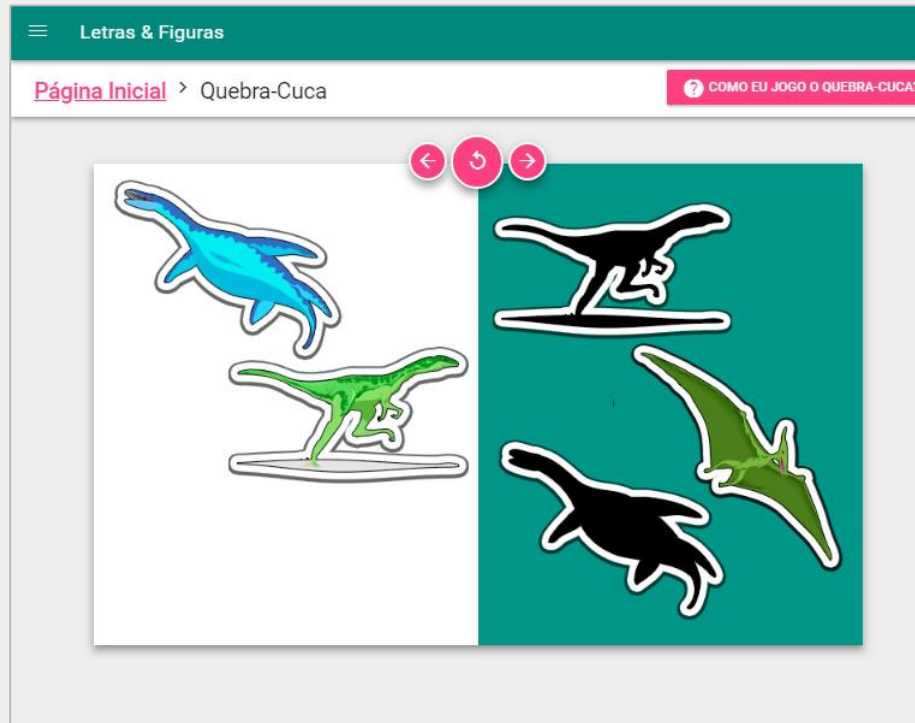 Letras & Figuras
Página Inicial > Quebra-Cuca
COMO EU JOGO O QUEBRA-CUCA?